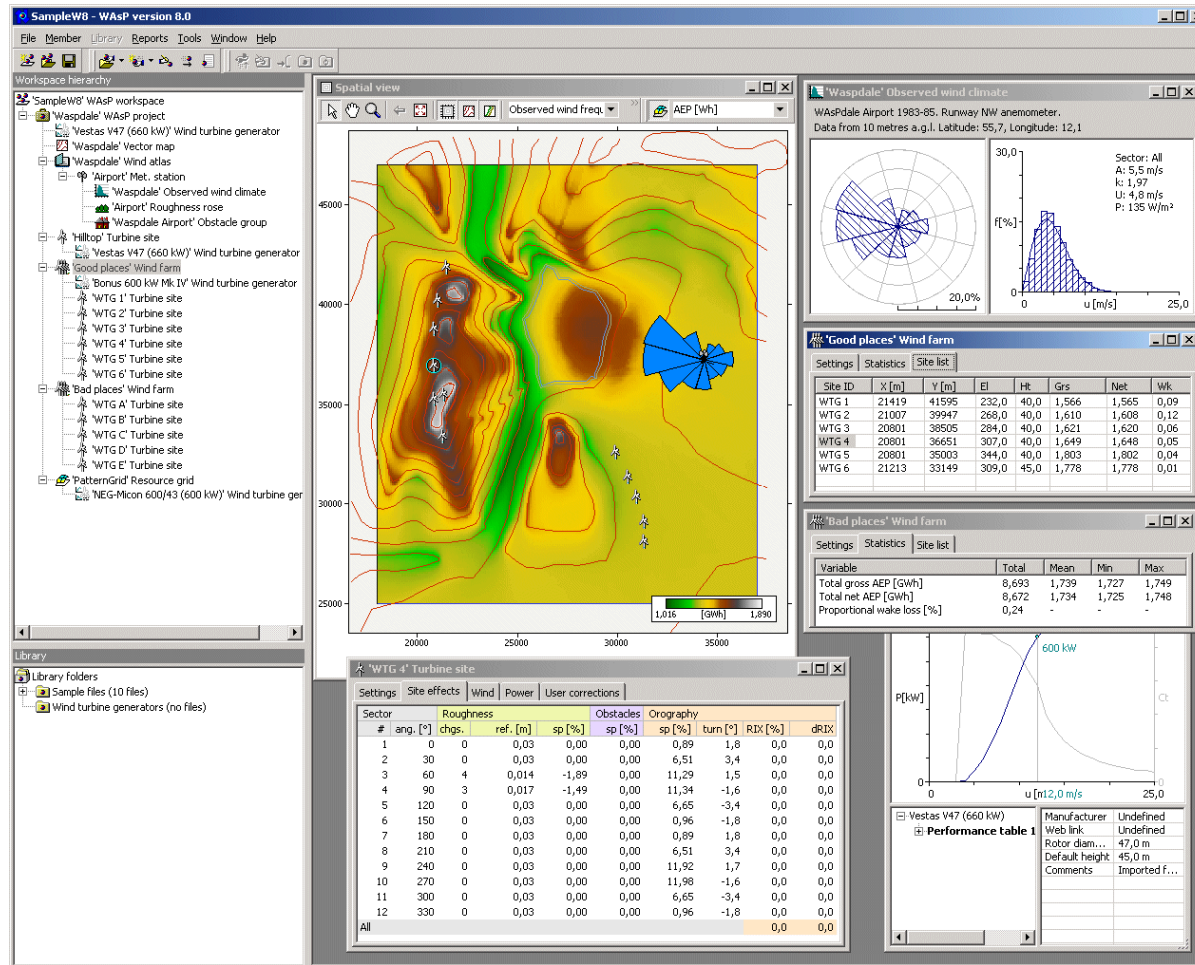 SampleW8 - WAsP version 8.0
File Member Library Reports Tools Window Help
Workspace hierarchy
'SampleW8' WAsP workspace
'Waspdale' WAsP project
'Vestas V47 (660 kW)' Wind turbine generator
'Waspdale' Vector map
'Waspdale' Wind atlas
'Airport' Met. station
'Waspdale' Observed wind climate
'Airport' Roughness rose
'Waspdale Airport' Obstacle group
'Hilltop' Turbine site
'Vestas V47 (660 kW)' Wind turbine generator
'Good places' Wind farm
'Bonus 600 kW Mk IV' Wind turbine generator
'WTG 1' Turbine site
'WTG 2' Turbine site
'WTG 3' Turbine site
'WTG 4' Turbine site
'WTG 5' Turbine site
'WTG 6' Turbine site
'Bad places' Wind farm
'WTG A' Turbine site
'WTG B' Turbine site
'WTG C' Turbine site
'WTG D' Turbine site
'WTG E' Turbine site
'PatternGrid' Resource grid
'NEG-Micon 600/43 (600 kW)' Wind turbine ger
Library
Library folders
Sample files (10 files)
Wind turbine generators (no files)
Spatial view
Observed wind frequ
AEP [Wh]
45000
40000
35000
30000
25000
20000 25000 30000 35000
1,016 [GWh] 1,890
'Waspdale' Observed wind climate
WAsPdale Airport 1983-85. Runway NW anemometer.
Data from 10 metres a.g.l. Latitude: 55,7, Longitude: 12,1
20,0%
30,0
f[%]
0
0 u [m/s] 25,0
Sector: All
A: 5,5 m/s
k: 1,97
U: 4,8 m/s
P: 135 W/m²
'Good places' Wind farm
Settings Statistics Site list
Site ID X [m] Y [m] El Ht Grs Net Wk
WTG 1 21419 41595 232,0 40,0 1,566 1,565 0,09
WTG 2 21007 39947 268,0 40,0 1,610 1,608 0,12
WTG 3 20801 38505 284,0 40,0 1,621 1,620 0,06
WTG 4 20801 36651 307,0 40,0 1,649 1,648 0,05
WTG 5 20801 35003 344,0 40,0 1,803 1,802 0,04
WTG 6 21213 33149 309,0 45,0 1,778 1,778 0,01
'Bad places' Wind farm
Settings Statistics Site list
Variable Total Mean Min Max
Total gross AEP [GWh] 8,693 1,739 1,727 1,749
Total net AEP [GWh] 8,672 1,734 1,725 1,748
Proportional wake loss [%] 0,24 - - -
600 kW
P[kW]
Ct
0
0
0 u [m 12,0 m/s 25,0
Vestas V47 (660 kW)
Performance table 1
Manufacturer Undefined
Web link Undefined
Rotor diam... 47,0 m
Default height 45,0 m
Comments Imported f...
'WTG 4' Turbine site
Settings Site effects Wind Power User corrections
Sector Roughness Obstacles Orography
# ang. [°] chgs. ref. [m] sp [%] sp [%] sp [%] turn [°] RIX [%] dRIX
1 0 0 0,03 0,00 0,00 0,89 1,8 0,0 0,0
2 30 0 0,03 0,00 0,00 6,51 3,4 0,0 0,0
3 60 4 0,014 -1,89 0,00 11,29 1,5 0,0 0,0
4 90 3 0,017 -1,49 0,00 11,34 -1,6 0,0 0,0
5 120 0 0,03 0,00 0,00 6,65 -3,4 0,0 0,0
6 150 0 0,03 0,00 0,00 0,96 -1,8 0,0 0,0
7 180 0 0,03 0,00 0,00 0,89 1,8 0,0 0,0
8 210 0 0,03 0,00 0,00 6,51 3,4 0,0 0,0
9 240 0 0,03 0,00 0,00 11,92 1,7 0,0 0,0
10 270 0 0,03 0,00 0,00 11,98 -1,6 0,0 0,0
11 300 0 0,03 0,00 0,00 6,65 -3,4 0,0 0,0
12 330 0 0,03 0,00 0,00 0,96 -1,8 0,0 0,0
All 0,0 0,0